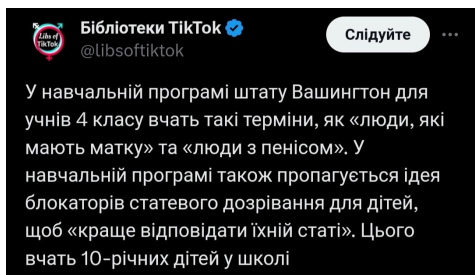 Libs of
TikTok
Бібліотеки TikTok
@libsoftiktok
Слідуйте
У навчальній програмі штату Вашингтон для
учнів 4 класу вчать такі терміни, як «люди, які
мають матку» та «люди з пенісом». У
навчальній програмі також пропагується ідея
блокаторів статевого дозрівання для дітей,
щоб «краще відповідати їхній статі». Цього
вчать 10-річних дітей у школі